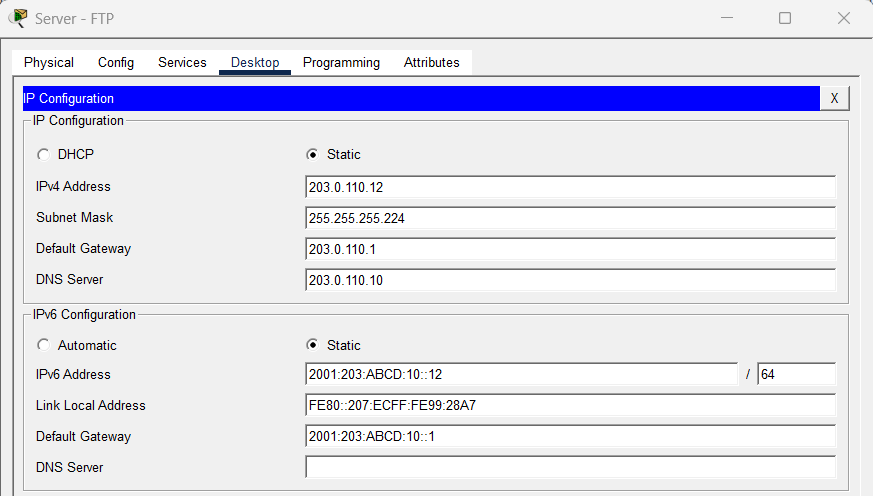 Server - FTP
Physical Config Services Desktop Programming Attributes
IP Configuration X
IP Configuration
DHCP Static
IPv4 Address 203.0.110.12
Subnet Mask 255.255.255.224
Default Gateway 203.0.110.1
DNS Server 203.0.110.10
IPv6 Configuration
Automatic Static
IPv6 Address 2001:203:ABCD:10::12 / 64
Link Local Address FE80::207:ECFF:FE99:28A7
Default Gateway 2001:203:ABCD:10::1
DNS Server